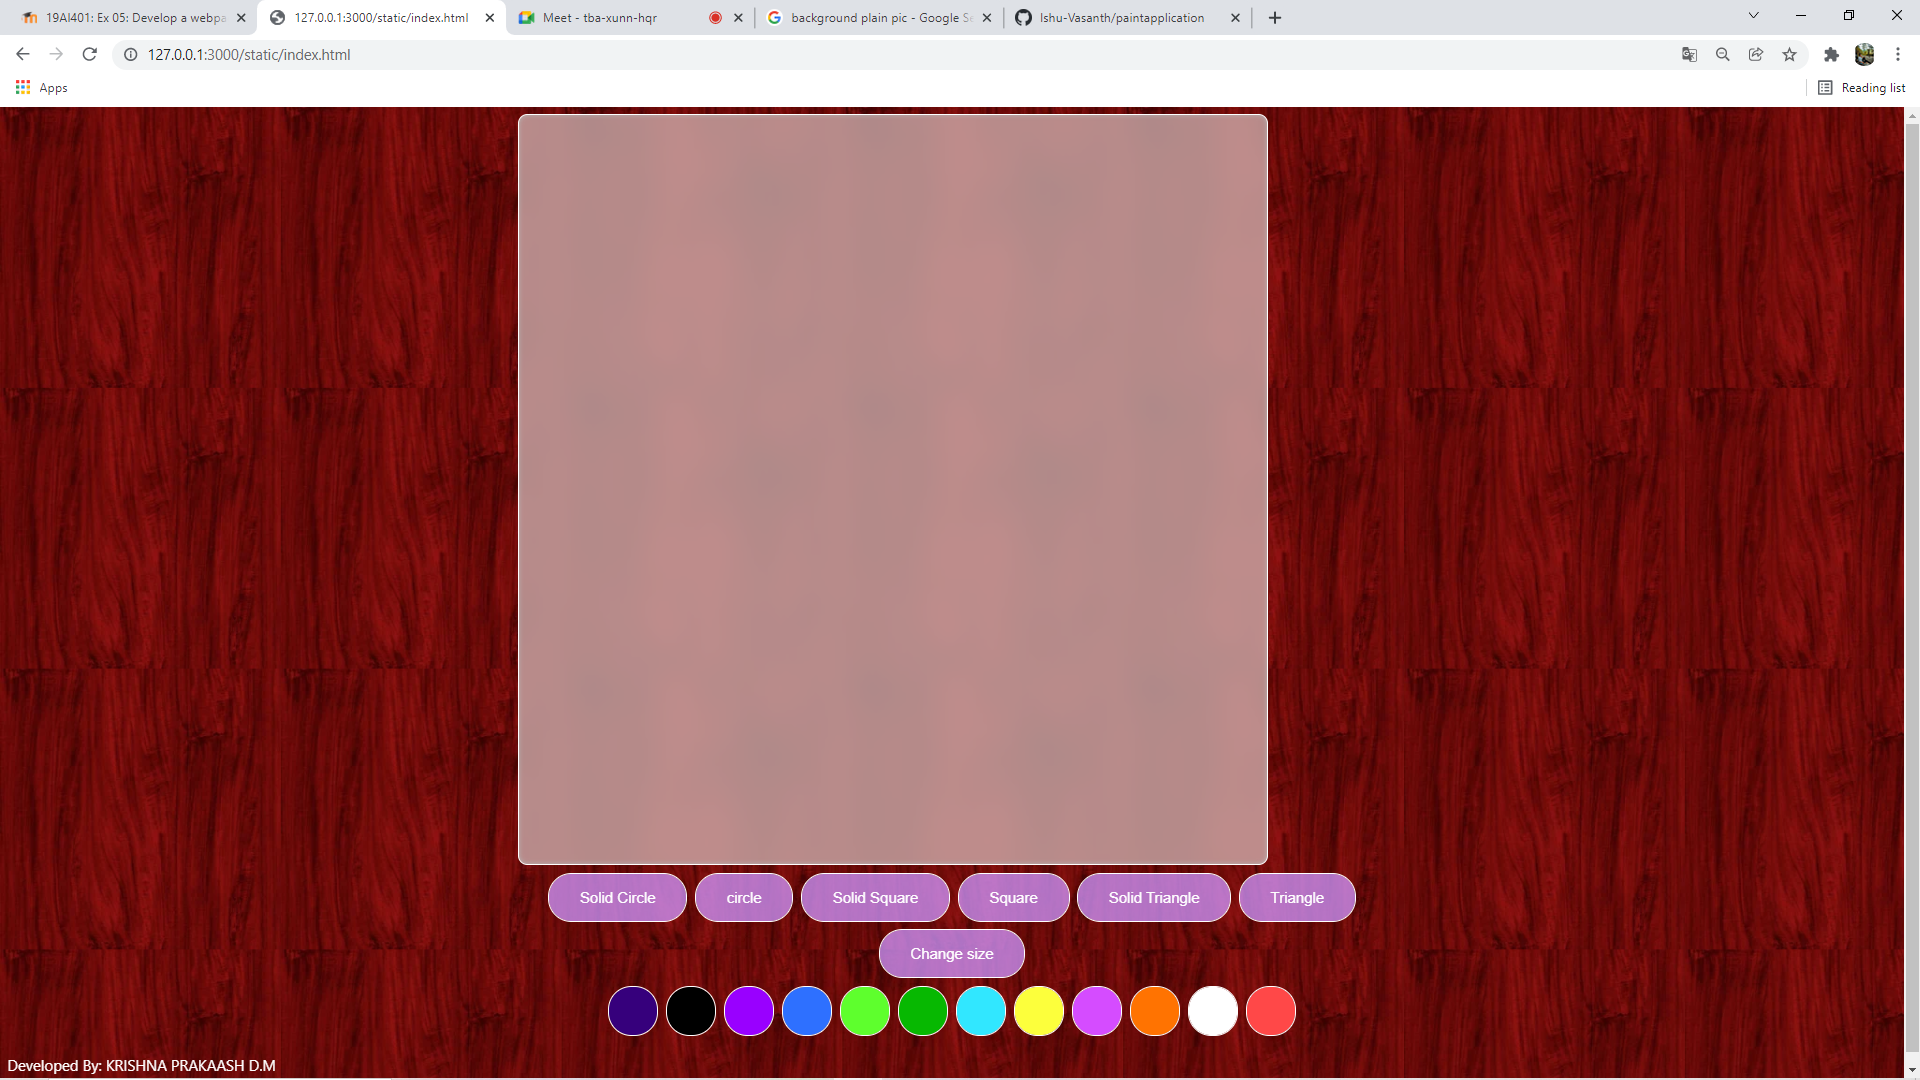 19AI401: Ex 05: Develop a webpa
127.0.0.1:3000/static/index.html
Meet - tba-xunn-hqr
background plain pic - Google Se
Ishu-Vasanth/paintapplication
127.0.0.1:3000/static/index.html
Apps
Reading list
Solid Circle
circle
Solid Square
Square
Solid Triangle
Triangle
Change size
Developed By: KRISHNA PRAKAASH D.M